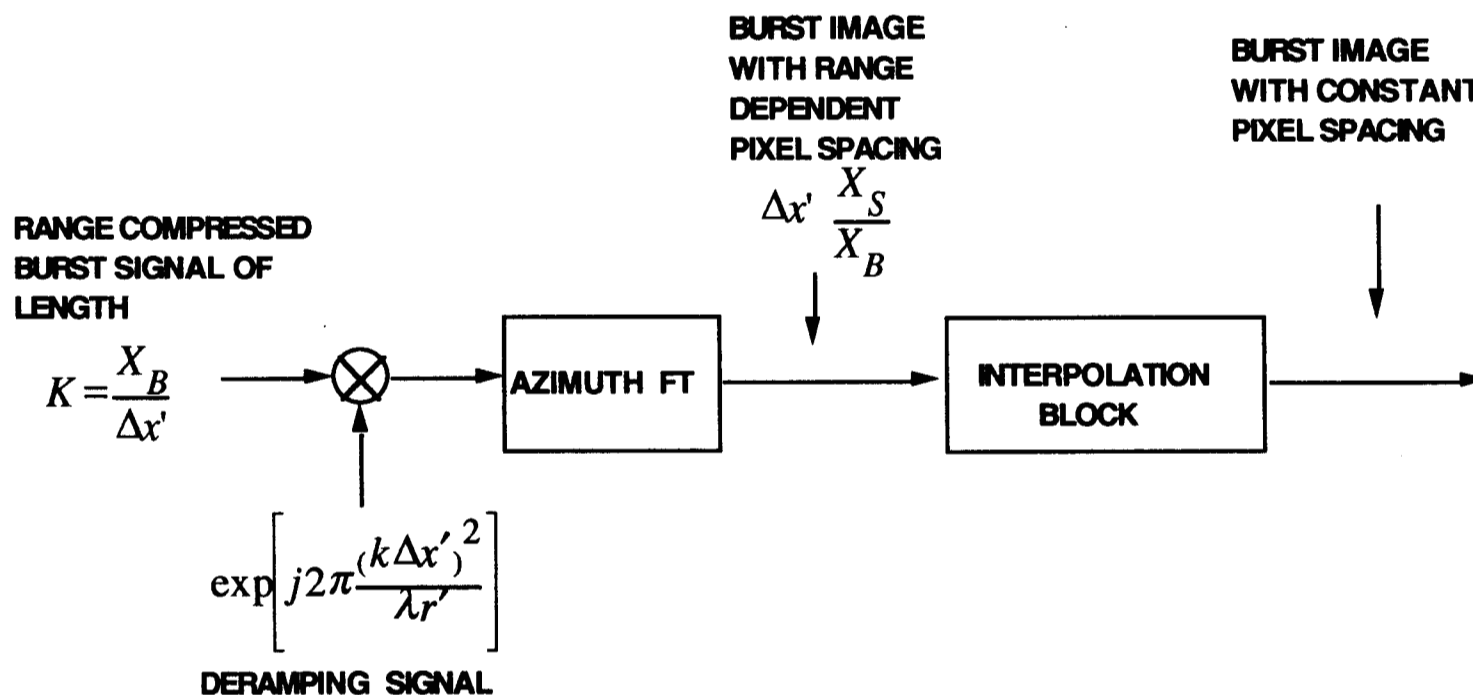 RANGE COMPRESSED
BURST SIGNAL OF
LENGTH
K = X_B / Δx'
exp[j2π (kΔx')^2 / λr']
DERAMPING SIGNAL
AZIMUTH FT
BURST IMAGE
WITH RANGE
DEPENDENT
PIXEL SPACING
Δx' X_S / X_B
INTERPOLATION
BLOCK
BURST IMAGE
WITH CONSTANT
PIXEL SPACING